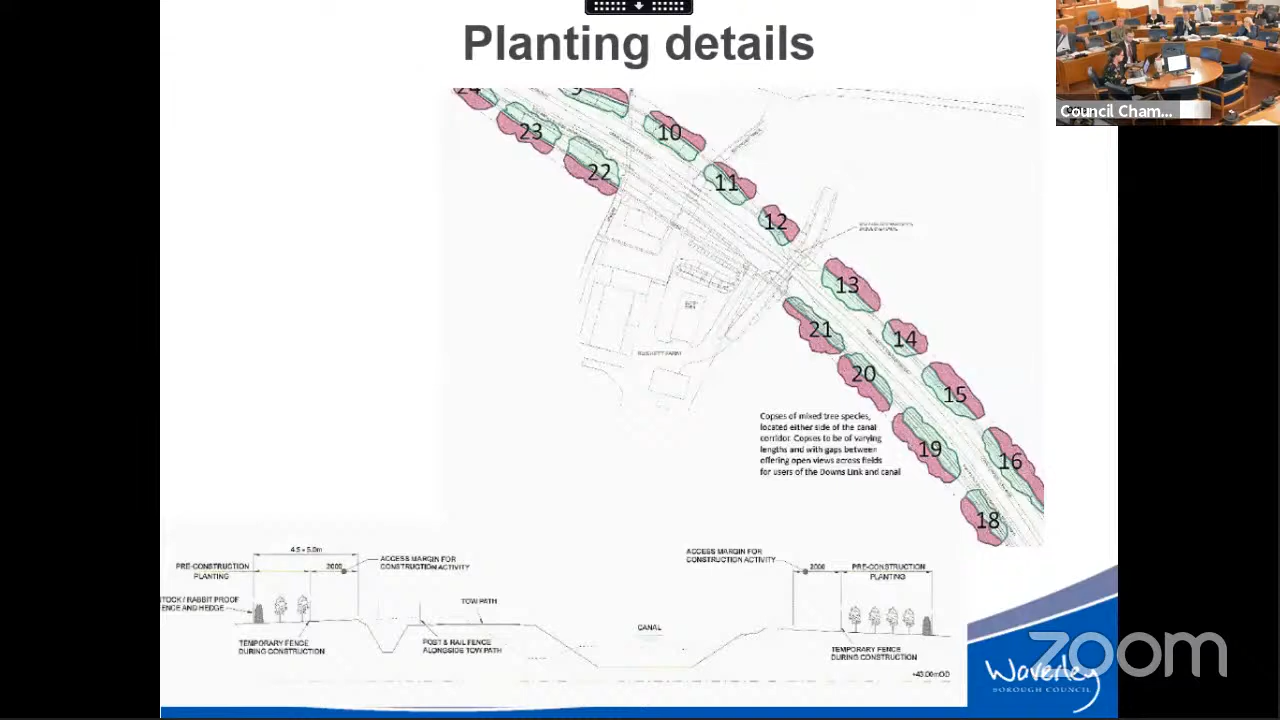 Planting details
Council Cham...
23
10
22
11
12
13
21
14
20
15
19
16
18
Copses of mixed tree species,
located either side of the canal
corridor. Copses to be of varying
lengths and with gaps between
offering open views across fields
for users of the Downs Link and canal
4.5 - 5.0m
PRE-CONSTRUCTION
PLANTING
2000
ACCESS MARGIN FOR
CONSTRUCTION ACTIVITY
STOCK / RABBIT PROOF
ENCE AND HEDGE
TEMPORARY FENCE
DURING CONSTRUCTION
TOW PATH
POST & RAIL FENCE
ALONGSIDE TOW PATH
CANAL
ACCESS MARGIN FOR
CONSTRUCTION ACTIVITY
2000
PRE-CONSTRUCTION
PLANTING
TEMPORARY FENCE
DURING CONSTRUCTION
+43.00mOD
zoom
Waverley
BOROUGH COUNCIL